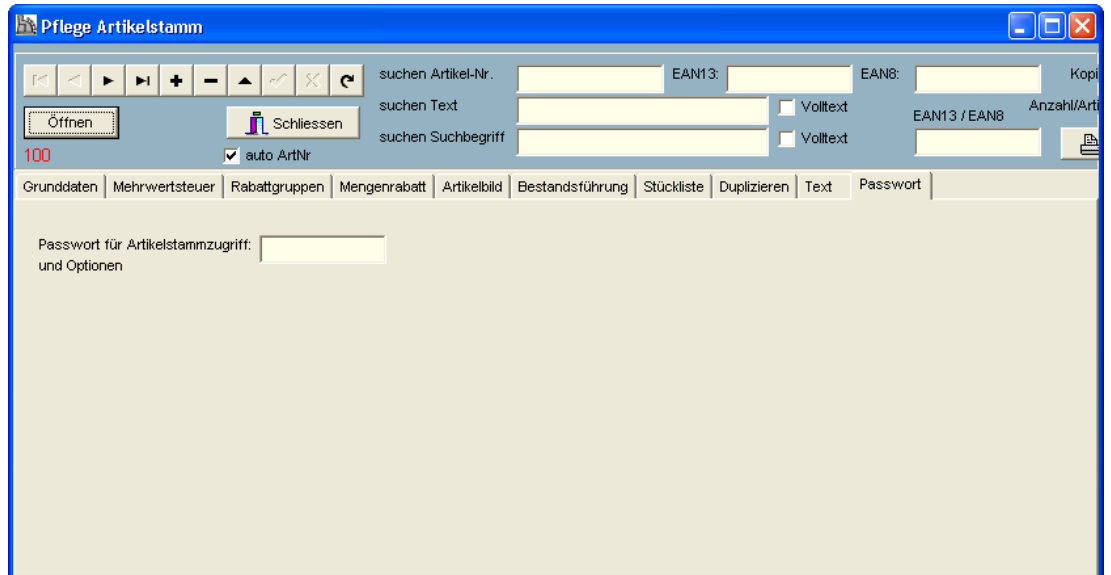 Pflege Artikelstamm
suchen Artikel-Nr. EAN13: EAN8: Kopi
suchen Text Volltext Anzahl/Arti
Öffnen Schliessen EAN13 / EAN8
suchen Suchbegriff Volltext
100 auto ArtNr
Grunddaten Mehrwertsteuer Rabattgruppen Mengenrabatt Artikelbild Bestandsführung Stückliste Duplizieren Text Passwort
Passwort für Artikelstammzugriff:
und Optionen